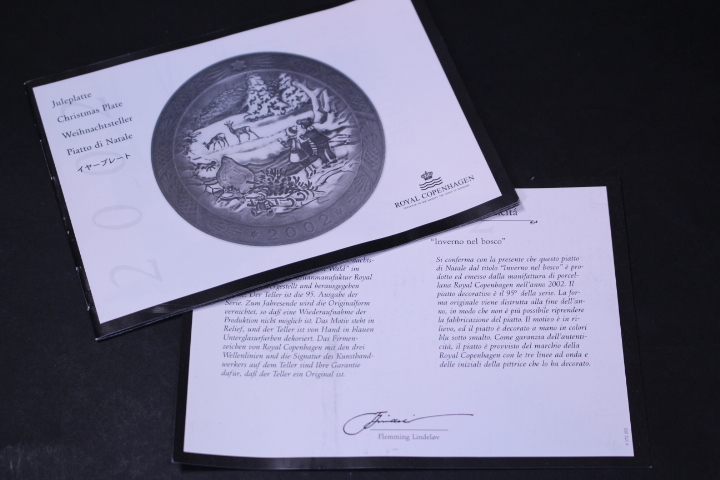 Juleplatte
Christmas Plate
Weihnachtsteller
Piatto di Natale
イヤープレート
2002
2002
ROYAL COPENHAGEN
Wald" im
manufaktur Royal
ergestellt und herausgegeben
Der Teller ist die 95. Ausgabe der
Serie. Zum Jahresende wird die Originalform
vernichtet, so daß eine Wiederaufnahme der
Produktion nicht möglich ist. Das Motiv steht in
Relief, und der Teller ist von Hand in blauen
Unterglasurfarben dekoriert. Das Firmen-
zeichen von Royal Copenhagen mit den drei
Wellenlinien und die Signatur des Kunsthand-
werkers auf dem Teller sind Ihre Garantie
dafür, daß der Teller ein Original ist.
"Inverno nel bosco"
Si conferma con la presente che questo piatto
di Natale dal titolo "Inverno nel bosco" è pro-
dotto ed emesso dalla manifattura di porcel-
lana Royal Copenhagen nell'anno 2002. Il
piatto decorativo è il 95° della serie. La for-
ma originale viene distrutta alla fine dell'an-
no, in modo che non è più possibile riprendere
la fabbricazione del piatto. Il motivo è in ri-
lievo, ed il piatto è decorato a mano in colori
blu sotto smalto. Come garanzia dell'autenti-
cità, il piatto è provvisto del marchio della
Royal Copenhagen con le tre linee ad onda e
delle iniziali della pittrice che lo ha decorato.
Flemming Lindeløv